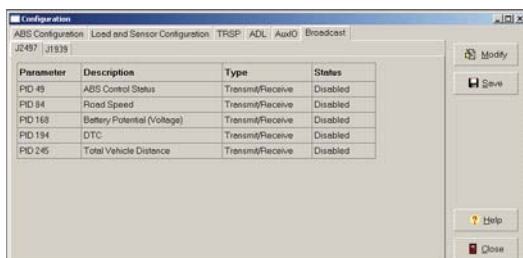 Configuration
ABS Configuration Load and Sensor Configuration TRSP ADL AuxIO Broadcast
J2497 J1939
Parameter Description Type Status
PID 49 ABS Control Status Transmit/Receive Disabled
PID 84 Road Speed Transmit/Receive Disabled
PID 168 Battery Potential (Voltage) Transmit/Receive Disabled
PID 194 DTC Transmit/Receive Disabled
PID 245 Total Vehicle Distance Transmit/Receive Disabled
Modify
Save
Help
Close